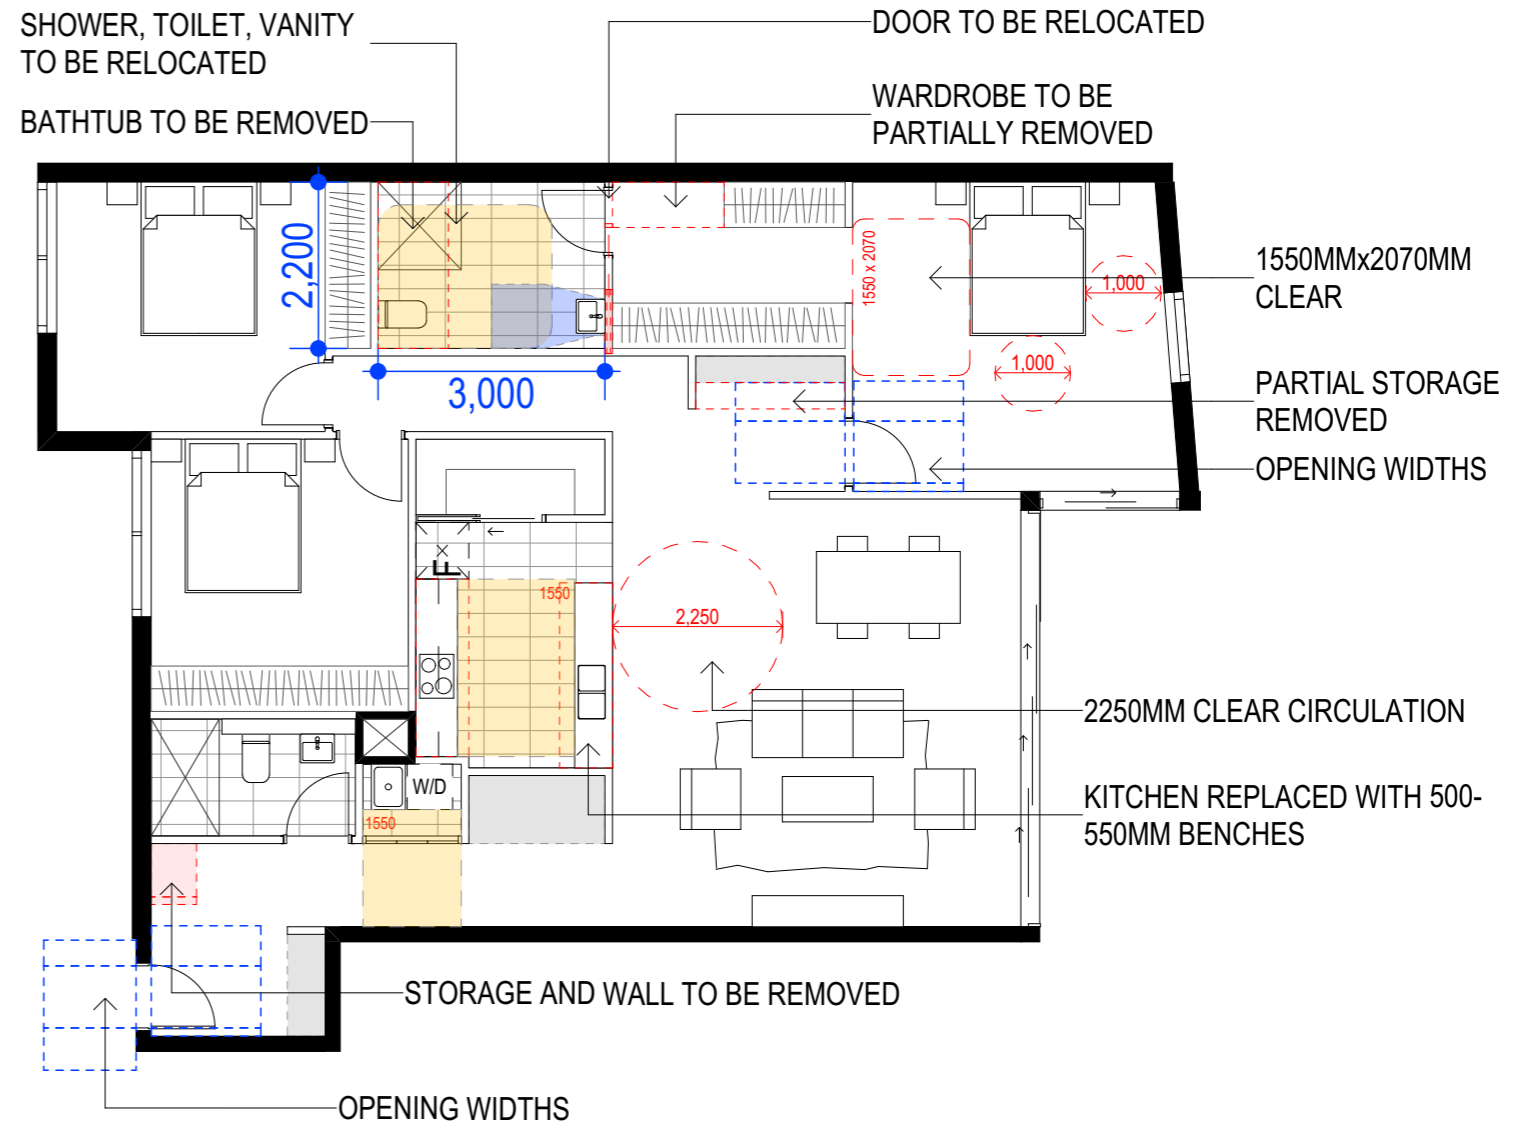 SHOWER, TOILET, VANITY
TO BE RELOCATED
BATHTUB TO BE REMOVED
DOOR TO BE RELOCATED
WARDROBE TO BE
PARTIALLY REMOVED
2,200
3,000
1550 x 2070
1,000
1,000
1550MMx2070MM
CLEAR
PARTIAL STORAGE
REMOVED
OPENING WIDTHS
F
1550
2,250
2250MM CLEAR CIRCULATION
W/D
1550
KITCHEN REPLACED WITH 500-
550MM BENCHES
STORAGE AND WALL TO BE REMOVED
OPENING WIDTHS